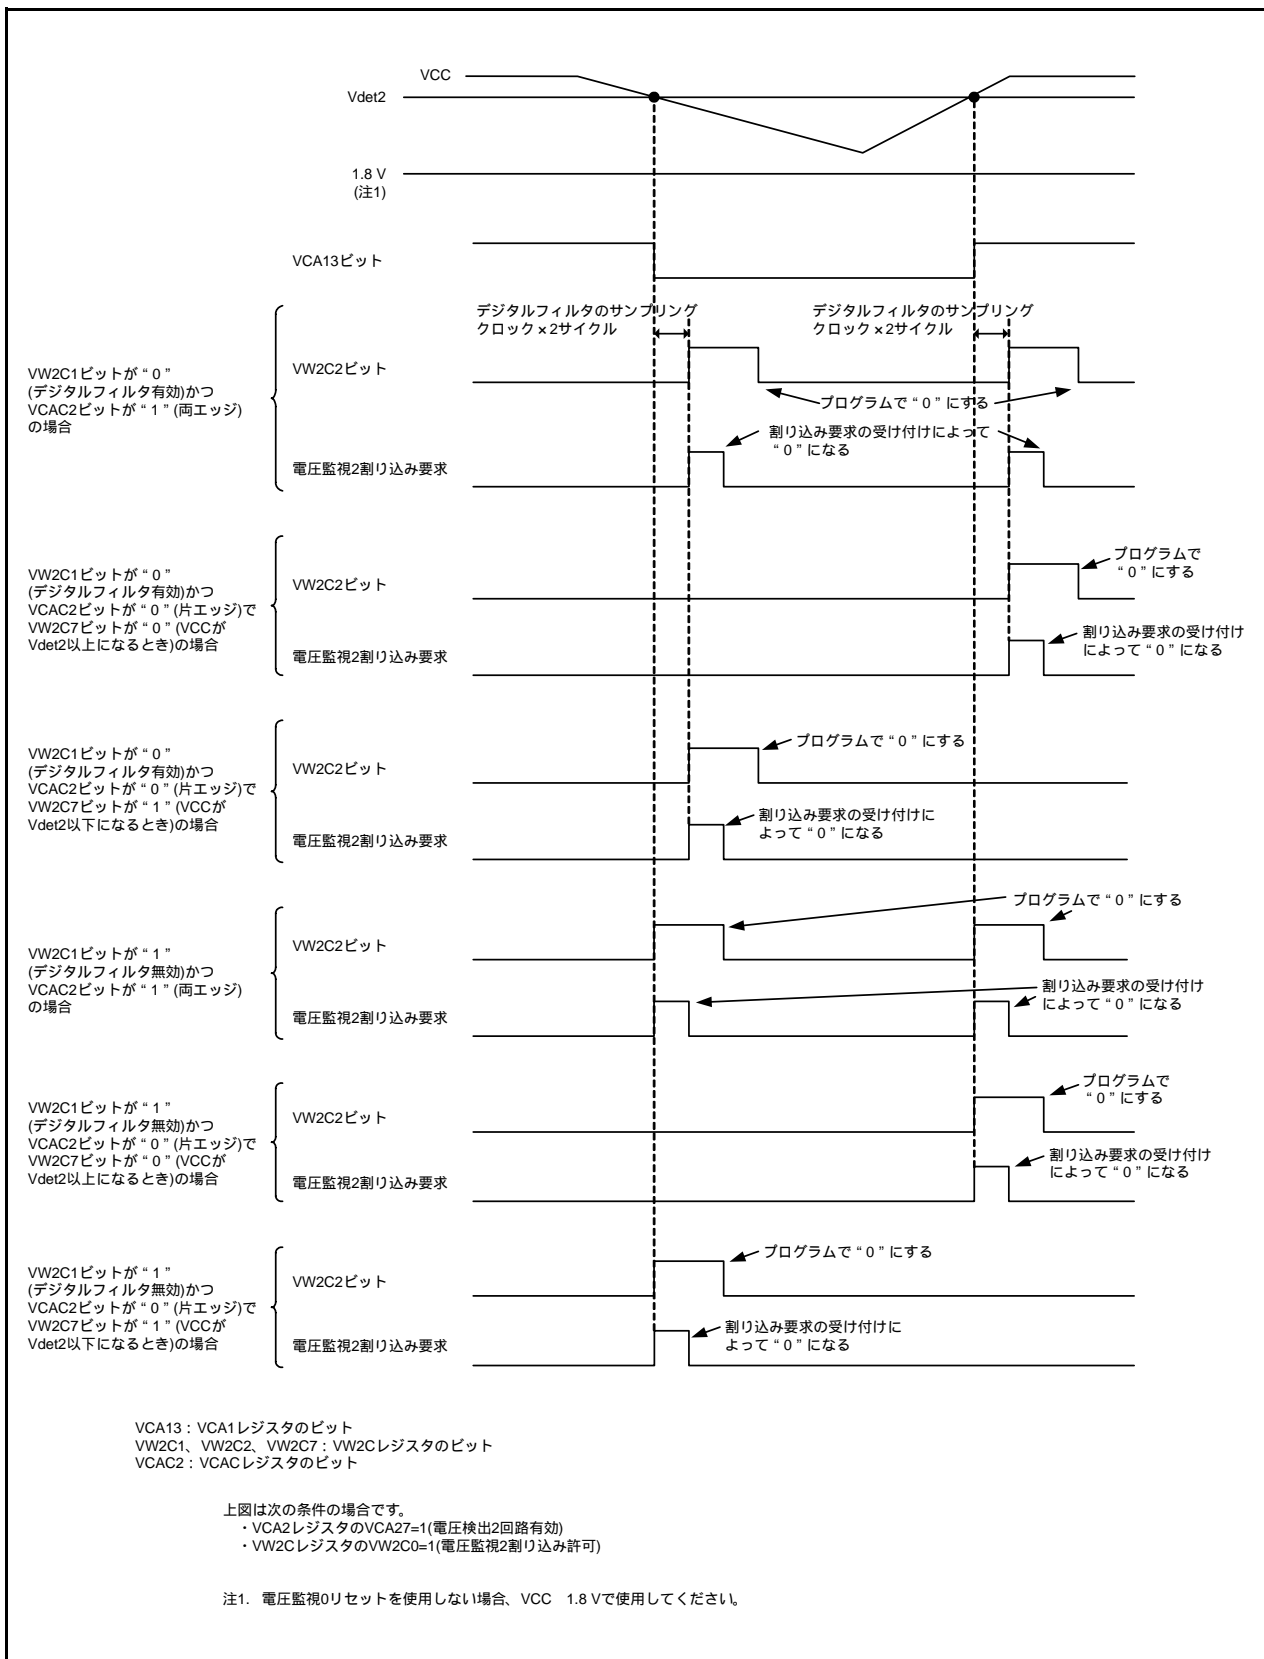 VCC
Vdet2
1.8 V
(注1)
VCA13ビット
デジタルフィルタのサンプリング
クロック×2サイクル
デジタルフィルタのサンプリング
クロック×2サイクル
VW2C1ビットが“0”
(デジタルフィルタ有効)かつ
VCAC2ビットが“1”(両エッジ)
の場合
VW2C2ビット
プログラムで“0”にする
割り込み要求の受け付けによって
“0”になる
電圧監視2割り込み要求
VW2C1ビットが“0”
(デジタルフィルタ有効)かつ
VCAC2ビットが“0”(片エッジ)で
VW2C7ビットが“0”(VCCが
Vdet2以上になるとき)の場合
VW2C2ビット
プログラムで
“0”にする
電圧監視2割り込み要求
割り込み要求の受け付け
によって“0”になる
VW2C1ビットが“0”
(デジタルフィルタ有効)かつ
VCAC2ビットが“0”(片エッジ)で
VW2C7ビットが“1”(VCCが
Vdet2以下になるとき)の場合
VW2C2ビット
プログラムで“0”にする
電圧監視2割り込み要求
割り込み要求の受け付けに
よって“0”になる
VW2C1ビットが“1”
(デジタルフィルタ無効)かつ
VCAC2ビットが“1”(両エッジ)
の場合
VW2C2ビット
プログラムで“0”にする
電圧監視2割り込み要求
割り込み要求の受け付け
によって“0”になる
VW2C1ビットが“1”
(デジタルフィルタ無効)かつ
VCAC2ビットが“0”(片エッジ)で
VW2C7ビットが“0”(VCCが
Vdet2以上になるとき)の場合
VW2C2ビット
プログラムで
“0”にする
電圧監視2割り込み要求
割り込み要求の受け付け
によって“0”になる
VW2C1ビットが“1”
(デジタルフィルタ無効)かつ
VCAC2ビットが“0”(片エッジ)で
VW2C7ビットが“1”(VCCが
Vdet2以下になるとき)の場合
VW2C2ビット
プログラムで“0”にする
電圧監視2割り込み要求
割り込み要求の受け付けに
よって“0”になる
VCA13：VCA1レジスタのビット
VW2C1、VW2C2、VW2C7：VW2Cレジスタのビット
VCAC2：VCACレジスタのビット
上図は次の条件の場合です。
・VCA2レジスタのVCA27=1(電圧検出2回路有効)
・VW2CレジスタのVW2C0=1(電圧監視2割り込み許可)
注1. 電圧監視0リセットを使用しない場合、VCC 1.8 Vで使用してください。